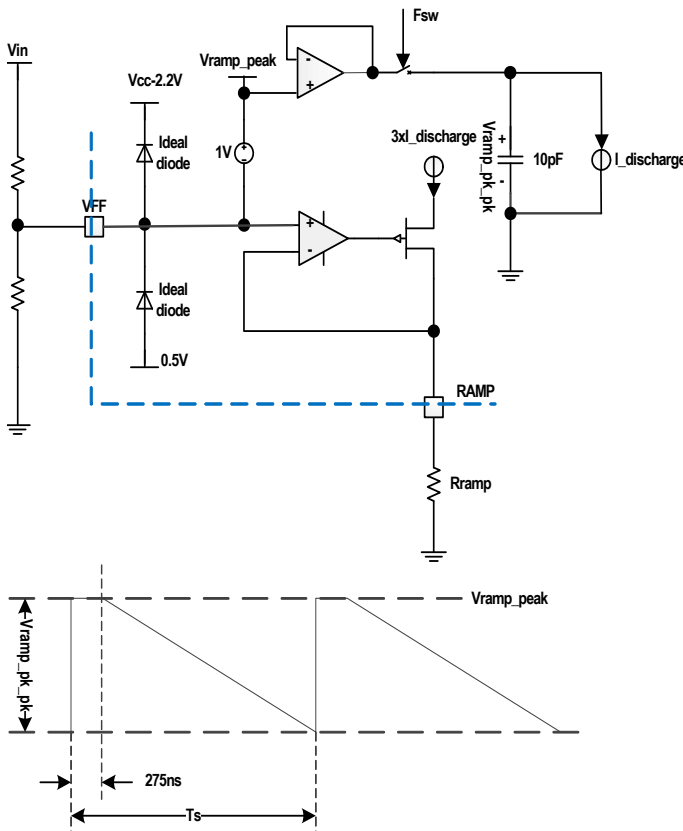 Fsw
Vin
Vramp_peak
Vcc-2.2V
-
+
Ideal
diode
1V
+
-
3xI_discharge
Vramp_pk_pk
+
-
10pF
I_discharge
VFF
+
-
Ideal
diode
0.5V
RAMP
Rramp
Vramp_peak
Vramp_pk_pk
275ns
Ts